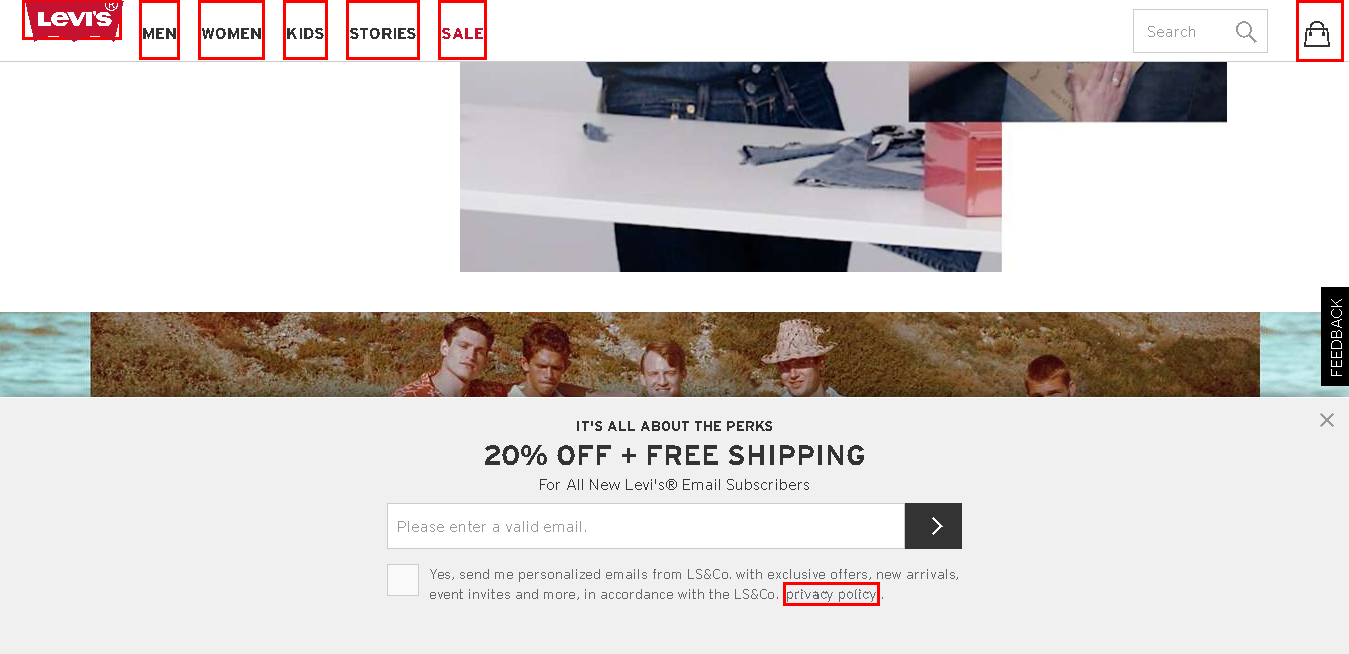 Levi's®
MEN WOMEN KIDS STORIES SALE
Search
FEEDBACK
IT'S ALL ABOUT THE PERKS
20% OFF + FREE SHIPPING
For All New Levi's® Email Subscribers
Please enter a valid email.
Yes, send me personalized emails from LS&Co. with exclusive offers, new arrivals,
event invites and more, in accordance with the LS&Co. privacy policy.